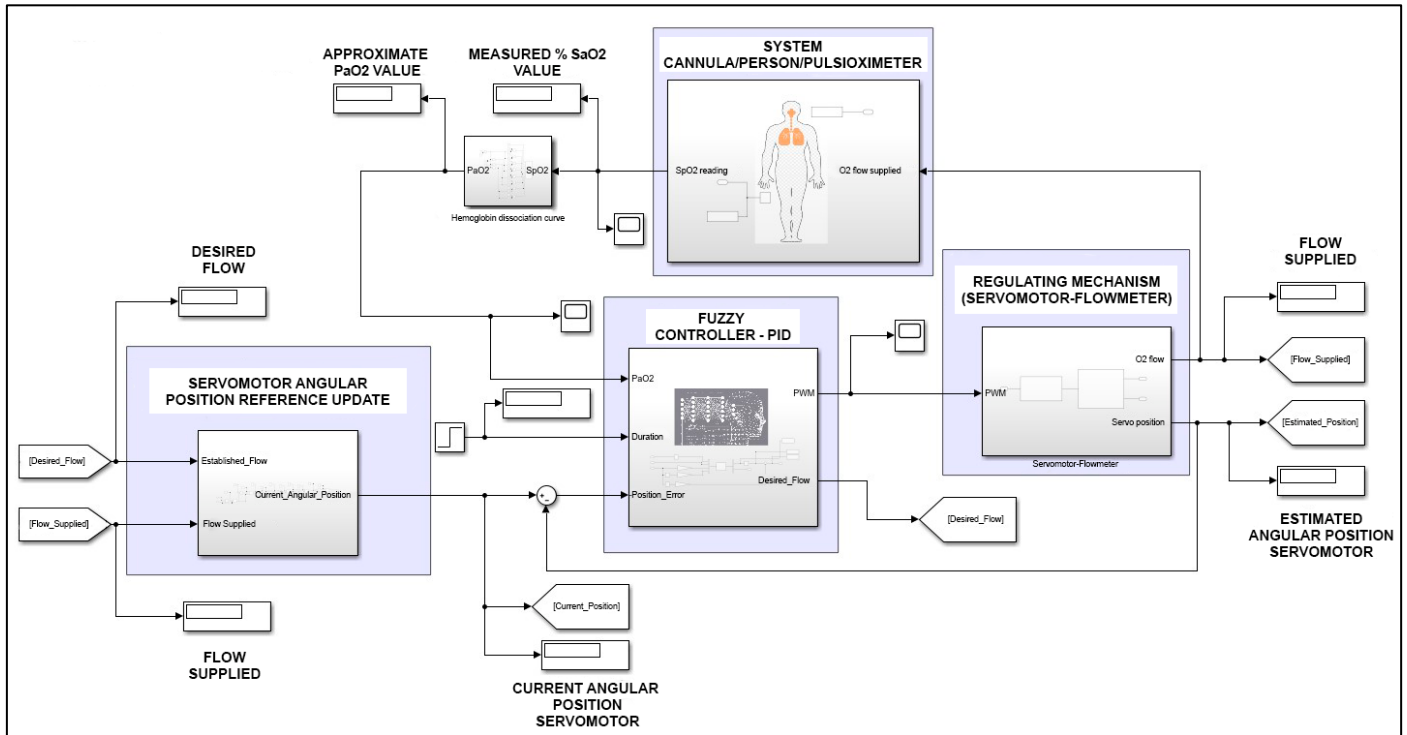 SYSTEM
CANNULA/PERSON/PULSIOXIMETER
APPROXIMATE
PaO2 VALUE
MEASURED % SaO2
VALUE
PaO2
SpO2
Hemoglobin dissociation curve
SpO2 reading
O2 flow supplied
DESIRED
FLOW
FLOW
SUPPLIED
REGULATING MECHANISM
(SERVOMOTOR-FLOWMETER)
O2 flow
PWM
Servo position
Servomotor-Flowmeter
[Flow_Supplied]
[Estimated_Position]
ESTIMATED
ANGULAR POSITION
SERVOMOTOR
FUZZY
CONTROLLER - PID
PaO2
PWM
Duration
Desired_Flow
Position_Error
[Desired_Flow]
SERVOMOTOR ANGULAR
POSITION REFERENCE UPDATE
[Desired_Flow]
Established_Flow
Current_Angular_Position
[Flow_Supplied]
Flow Supplied
+
-
[Current_Position]
FLOW
SUPPLIED
CURRENT ANGULAR
POSITION
SERVOMOTOR